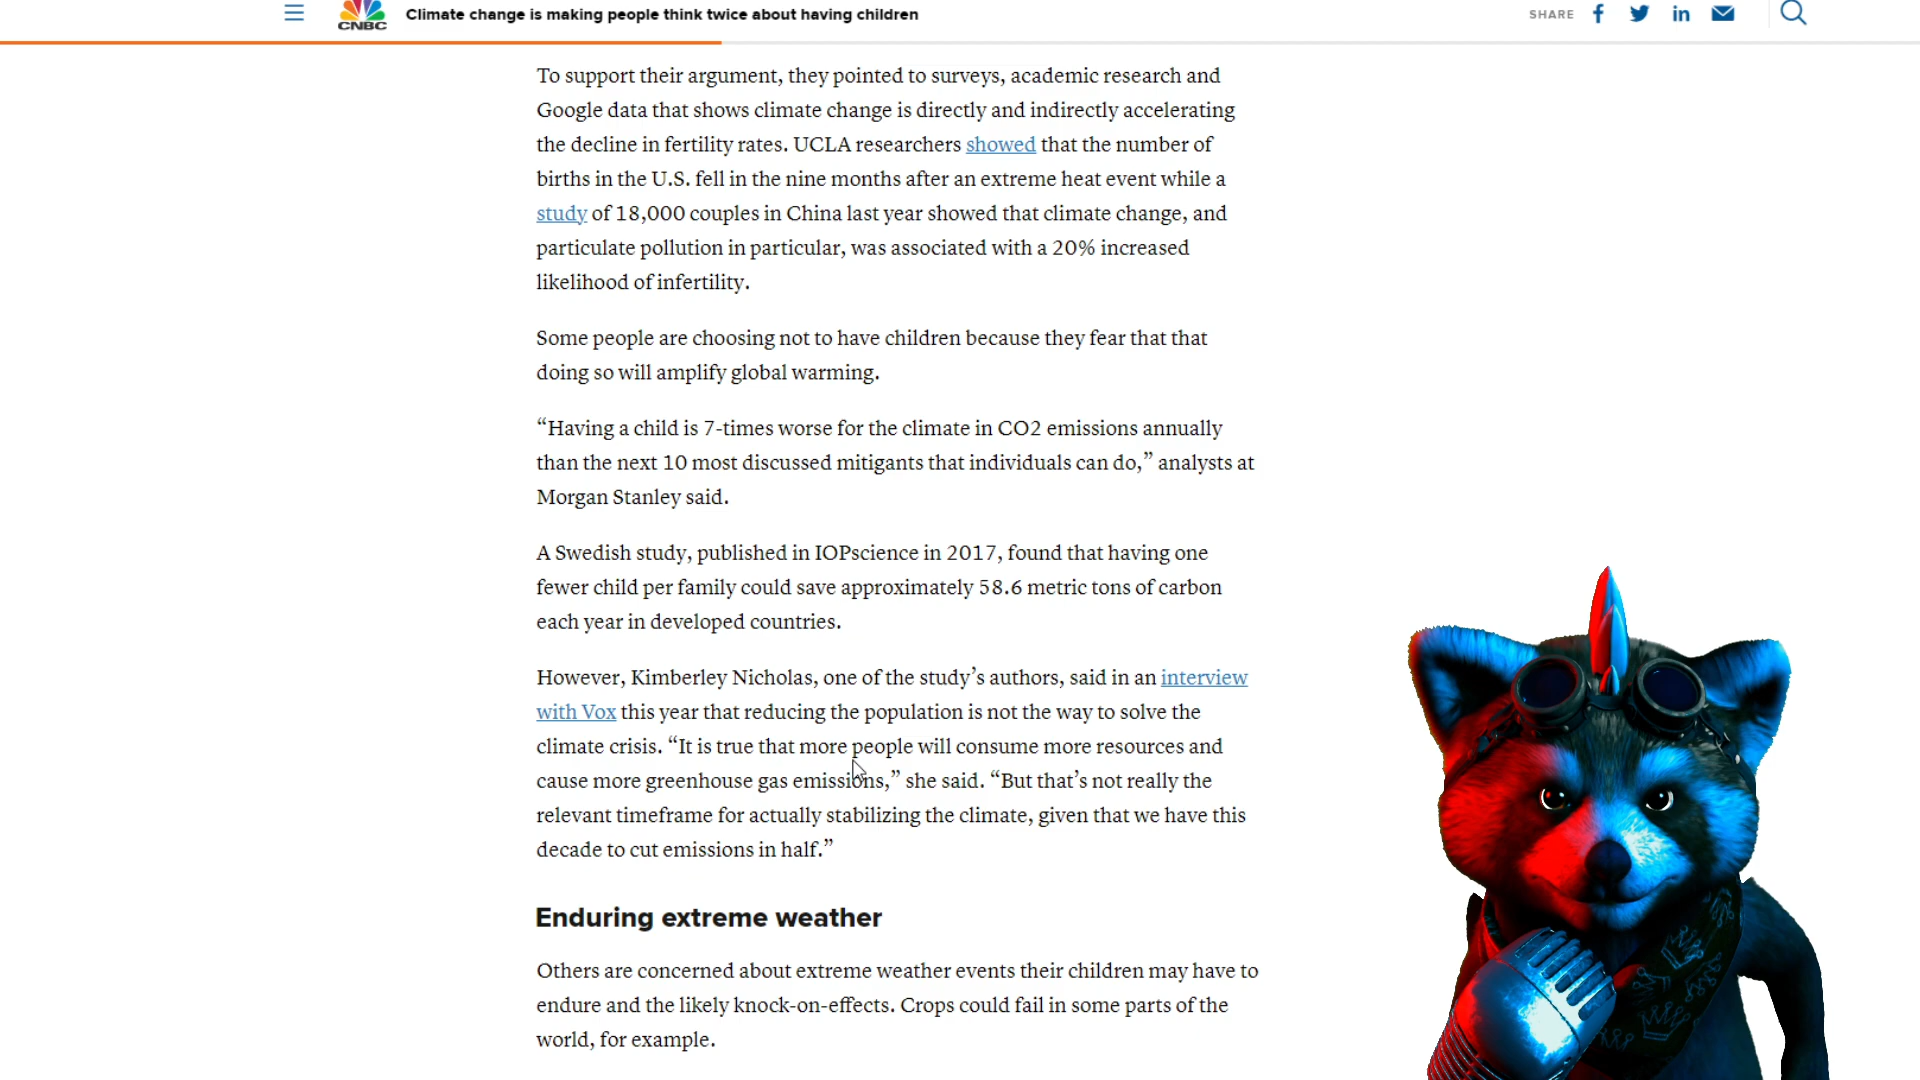 CNBC
Climate change is making people think twice about having children
SHARE
To support their argument, they pointed to surveys, academic research and
Google data that shows climate change is directly and indirectly accelerating
the decline in fertility rates. UCLA researchers showed that the number of
births in the U.S. fell in the nine months after an extreme heat event while a
study of 18,000 couples in China last year showed that climate change, and
particulate pollution in particular, was associated with a 20% increased
likelihood of infertility.
Some people are choosing not to have children because they fear that that
doing so will amplify global warming.
“Having a child is 7-times worse for the climate in CO2 emissions annually
than the next 10 most discussed mitigants that individuals can do,” analysts at
Morgan Stanley said.
A Swedish study, published in IOPscience in 2017, found that having one
fewer child per family could save approximately 58.6 metric tons of carbon
each year in developed countries.
However, Kimberley Nicholas, one of the study’s authors, said in an interview
with Vox this year that reducing the population is not the way to solve the
climate crisis. “It is true that more people will consume more resources and
cause more greenhouse gas emissions,” she said. “But that’s not really the
relevant timeframe for actually stabilizing the climate, given that we have this
decade to cut emissions in half.”
Enduring extreme weather
Others are concerned about extreme weather events their children may have to
endure and the likely knock-on-effects. Crops could fail in some parts of the
world, for example.